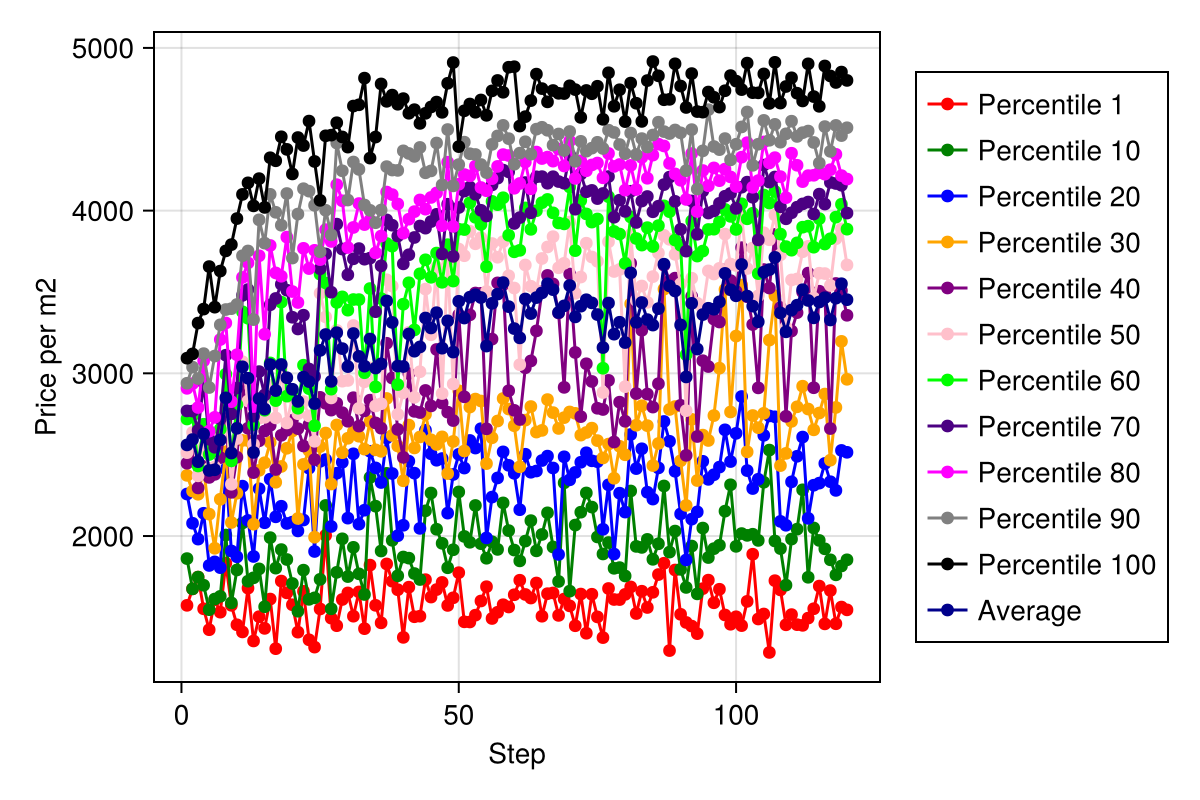 5000
4000
3000
2000
Price per m2
0
50
100
Step
Percentile 1
Percentile 10
Percentile 20
Percentile 30
Percentile 40
Percentile 50
Percentile 60
Percentile 70
Percentile 80
Percentile 90
Percentile 100
Average